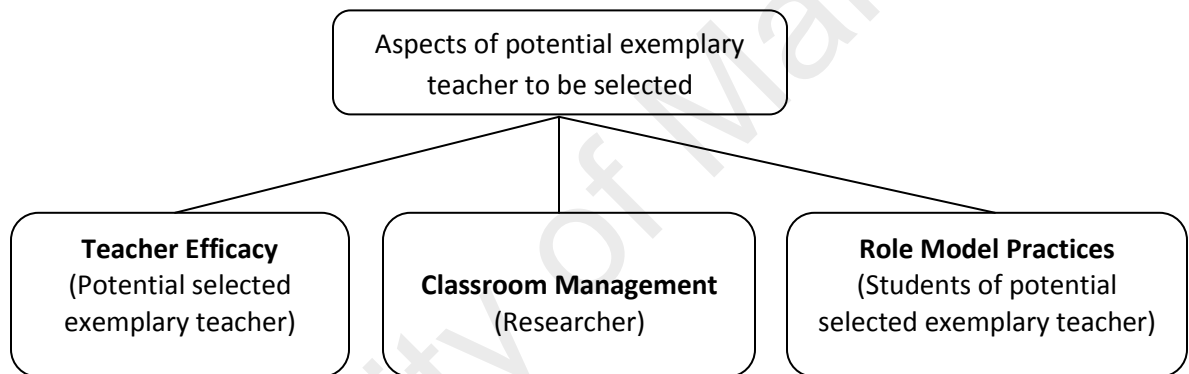 Aspects of potential exemplary
teacher to be selected
Teacher Efficacy
(Potential selected
exemplary teacher)
Classroom Management
(Researcher)
Role Model Practices
(Students of potential
selected exemplary teacher)